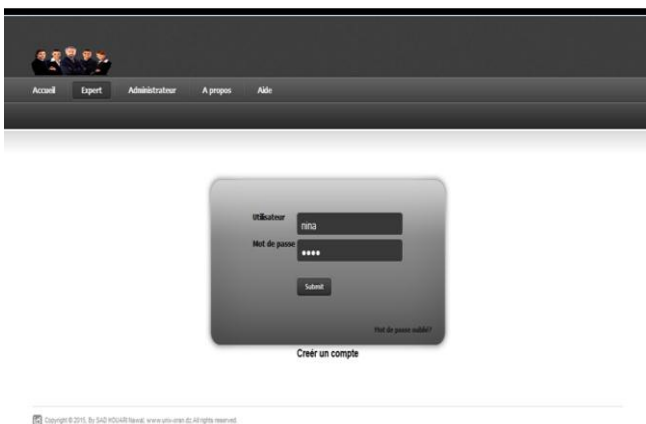 Accueil Expert Administrateur A propos Aide
Utilisateur nina
Mot de passe ••••
Submit
Mot de passe oublié?
Creér un compte
Copyright © 2015, By SAD HOUARI Nawal, www.univ-oran.dz.All rights reserved.